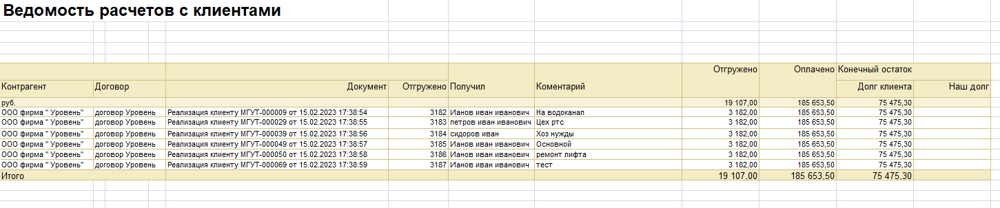 Ведомость расчетов с клиентами
Отгружено Оплачено Конечный остаток
Контрагент Договор Документ Отгружено Получил Коментарий Долг клиента Наш долг
руб. 19 107,00 185 653,50 75 475,30
ООО фирма " Уровень" договор Уровень Реализация клиенту МГУТ-000009 от 15.02.2023 17:38:54 3182 Ианов иван иванович На водоканал 3 182,00 185 653,50 75 475,30
ООО фирма " Уровень" договор Уровень Реализация клиенту МГУТ-000029 от 15.02.2023 17:38:55 3183 петров иван иванович Цех ртс 3 182,00 185 653,50 75 475,30
ООО фирма " Уровень" договор Уровень Реализация клиенту МГУТ-000039 от 15.02.2023 17:38:56 3184 сидоров иван Хоз нужды 3 182,00 185 653,50 75 475,30
ООО фирма " Уровень" договор Уровень Реализация клиенту МГУТ-000049 от 15.02.2023 17:38:57 3185 Ианов иван иванович Основной 3 182,00 185 653,50 75 475,30
ООО фирма " Уровень" договор Уровень Реализация клиенту МГУТ-000050 от 15.02.2023 17:38:58 3186 Ианов иван иванович ремонт лифта 3 182,00 185 653,50 75 475,30
ООО фирма " Уровень" договор Уровень Реализация клиенту МГУТ-000069 от 15.02.2023 17:38:59 3187 Ианов иван иванович тест 3 182,00 185 653,50 75 475,30
Итого 19 107,00 185 653,50 75 475,30